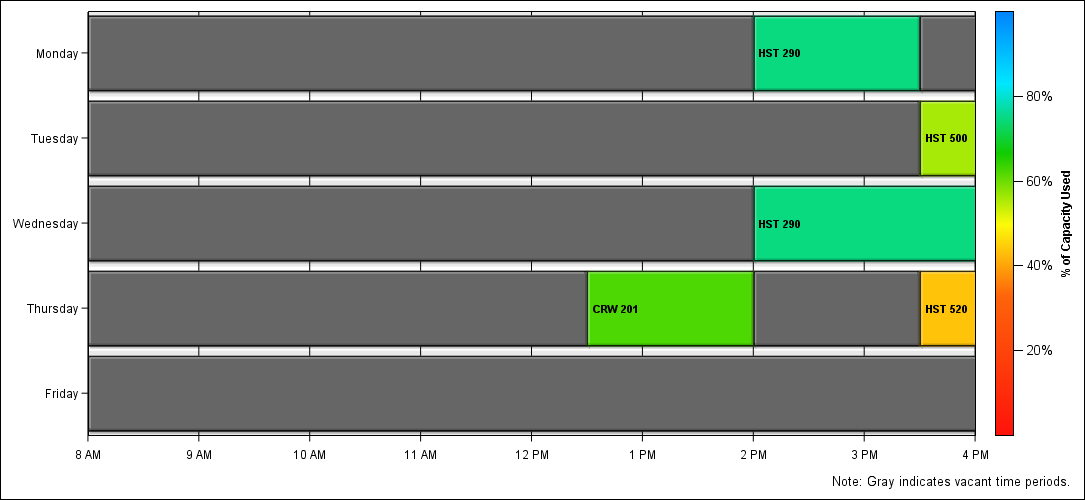 Monday
HST 290
Tuesday
HST 500
Wednesday
HST 290
Thursday
CRW 201
HST 520
Friday
8 AM
9 AM
10 AM
11 AM
12 PM
1 PM
2 PM
3 PM
4 PM
80%
60%
40%
20%
% of Capacity Used
Note: Gray indicates vacant time periods.